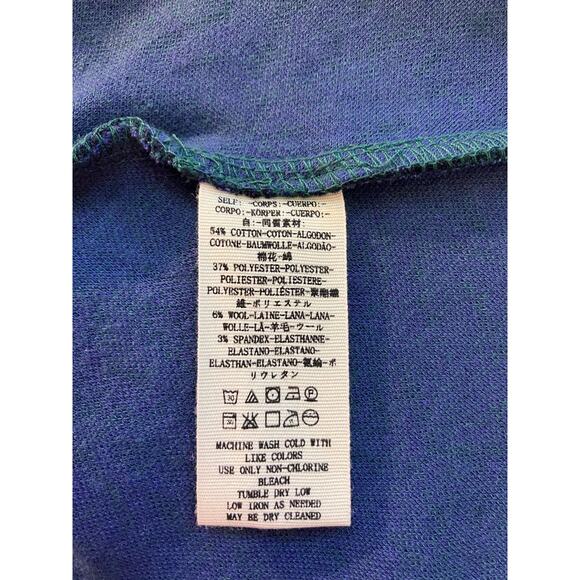 SELF: -CORPS:-CUERPO:-
CORPO:-KÖRPER:-CUERPO:-
自:-同質素材:
54% COTTON-COTON-ALGODON-
COTONE-BAUMWOLLE-ALGODÃO-
棉花-綿
37% POLYESTER-POLYESTER-
POLIESTER-POLIESTERE-
POLYESTER-POLIÉSTER-聚酯纖
維-ポリエステル
6% WOOL-LAINE-LANA-LANA-
WOLLE-LÃ-羊毛-ウール
3% SPANDEX-ELASTHANNE-
ELASTANO-ELASTANO-
ELASTHAN-ELASTANO-氨綸-ポ
リウレタン
30 P
30
MACHINE WASH COLD WITH
LIKE COLORS
USE ONLY NON-CHLORINE
BLEACH
TUMBLE DRY LOW
LOW IRON AS NEEDED
MAY BE DRY CLEANED